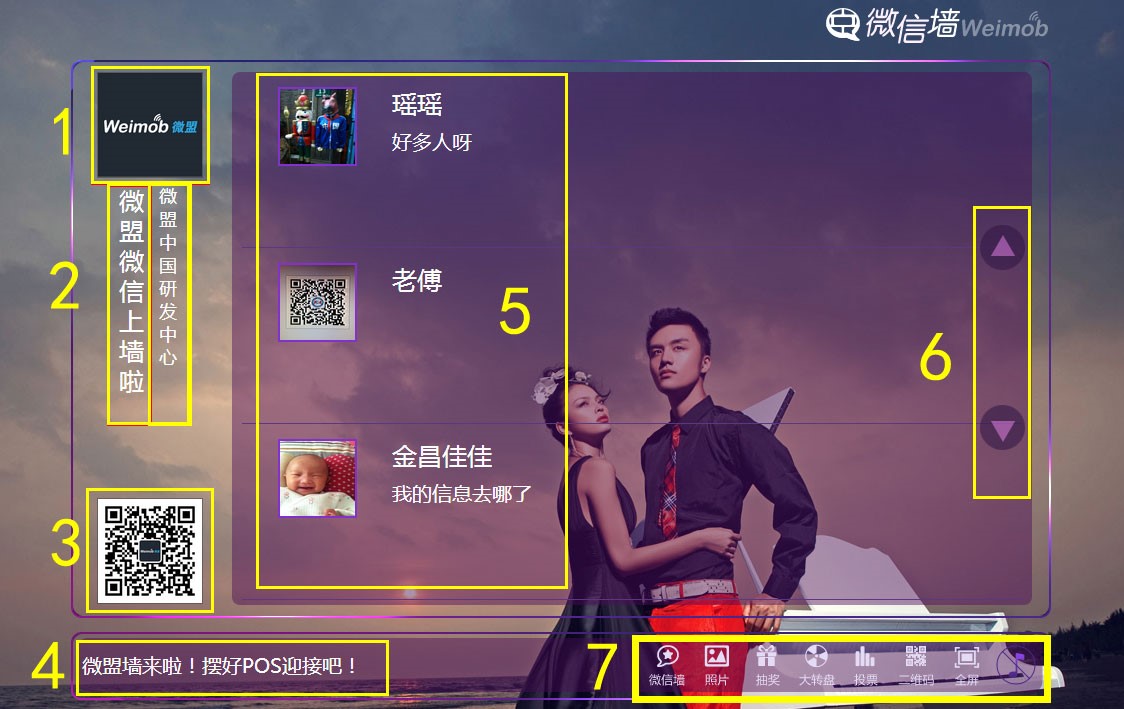 微信墙Weimob
1
Weimob 微盟
2
微盟微信上墙啦
微盟中国研发中心
3
Weimob
4
微盟墙来啦！摆好POS迎接吧！
瑶瑶
好多人呀
老傅
5
金昌佳佳
我的信息去哪了
6
7
微信墙
照片
抽奖
大转盘
投票
二维码
全屏